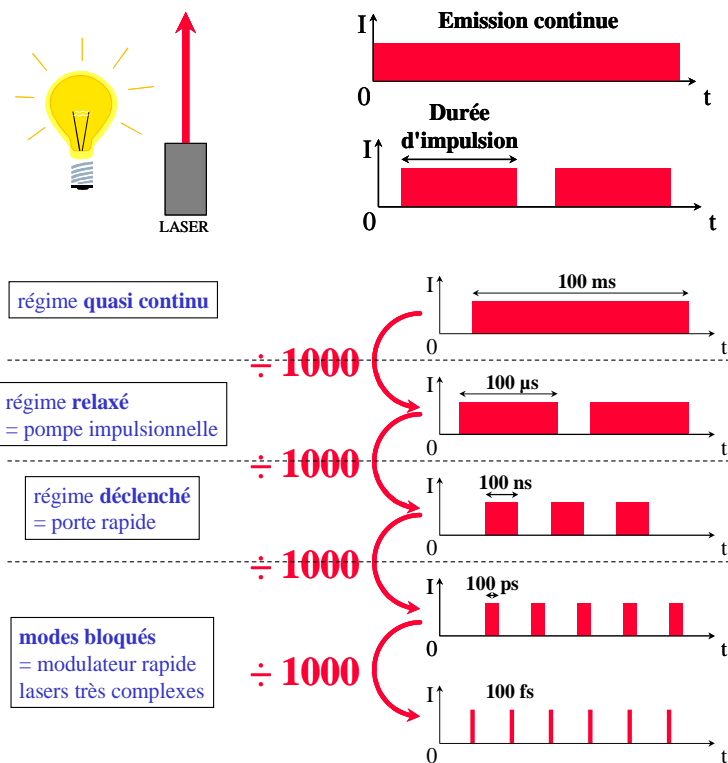 I
Emission continue
0
t
LASER
Durée
d'impulsion
I
0
t
régime quasi continu
I
100 ms
0
t
÷ 1000
régime relaxé
= pompe impulsionnelle
I
100 µs
0
t
÷ 1000
régime déclenché
= porte rapide
I
100 ns
0
t
÷ 1000
modes bloqués
= modulateur rapide
lasers très complexes
I
100 ps
0
t
÷ 1000
I
100 fs
0
t